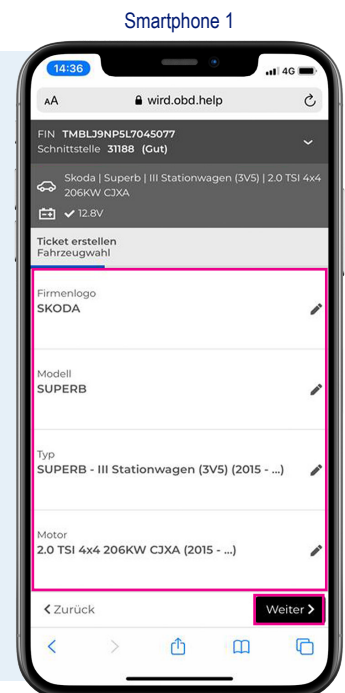 Smartphone 1
14:36
4G
AA
wird.obd.help
FIN TMBLJ9NP5L7045077
Schnittstelle 31188 (Gut)
Skoda | Superb | III Stationwagen (3V5) | 2.0 TSI 4x4
206KW CJXA
12.8V
Ticket erstellen
Fahrzeugwahl
Firmenlogo
SKODA
Modell
SUPERB
Typ
SUPERB - III Stationwagen (3V5) (2015 - ...)
Motor
2.0 TSI 4x4 206KW CJXA (2015 - ...)
Zurück
Weiter